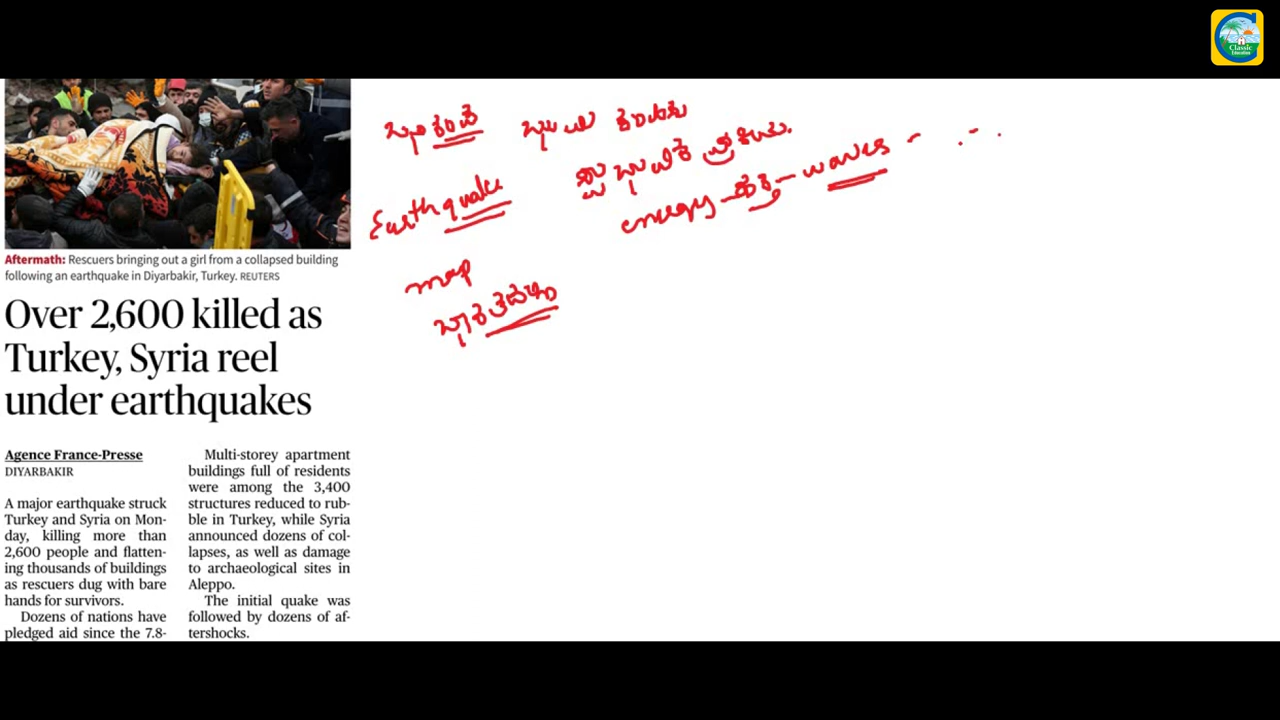 Classic
Education
Aftermath: Rescuers bringing out a girl from a collapsed building
following an earthquake in Diyarbakir, Turkey. REUTERS
Over 2,600 killed as
Turkey, Syria reel
under earthquakes
Agence France-Presse
DIYARBAKIR
A major earthquake struck
Turkey and Syria on Mon-
day, killing more than
2,600 people and flatten-
ing thousands of buildings
as rescuers dug with bare
hands for survivors.
Dozens of nations have
pledged aid since the 7.8-
Multi-storey apartment
buildings full of residents
were among the 3,400
structures reduced to rub-
ble in Turkey, while Syria
announced dozens of col-
lapses, as well as damage
to archaeological sites in
Aleppo.
The initial quake was
followed by dozens of af-
tershocks.
ಭೂಕಂಪ ಭೂಮಿಯ ಕಂಪನ
Earthquake
energy ಶಕ್ತಿ - waves
map